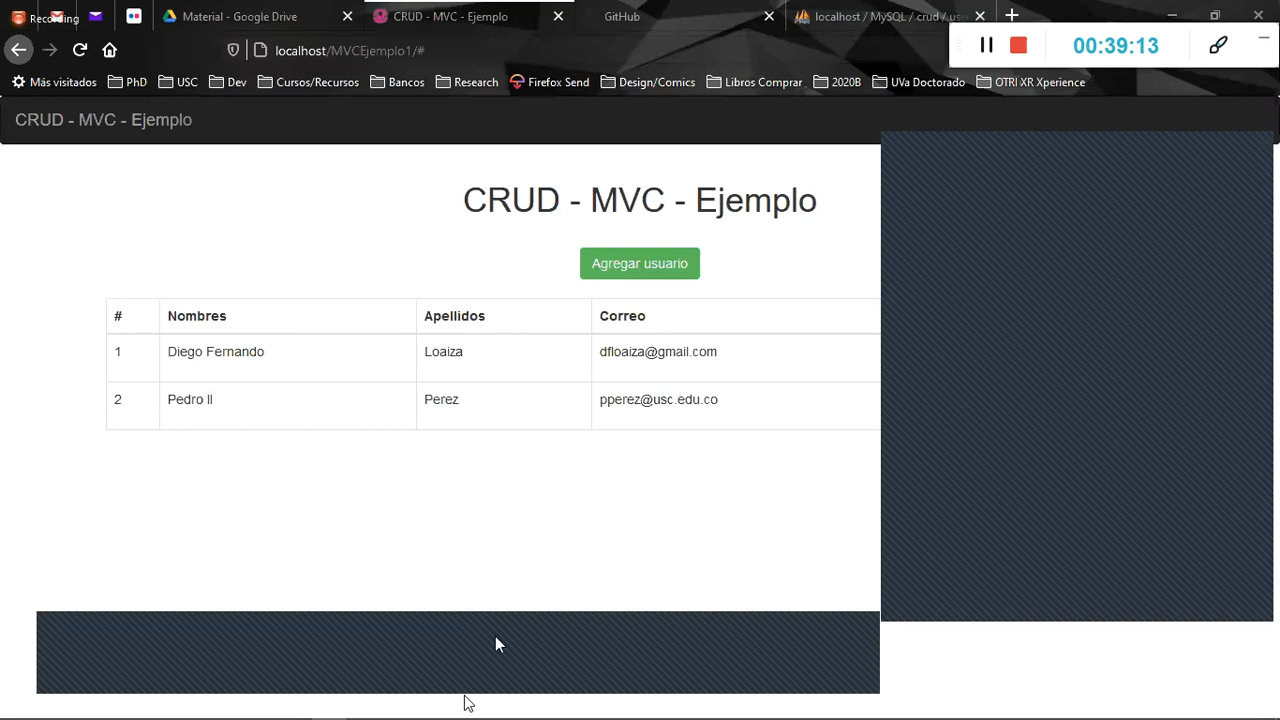 Recording
Material - Google Drive
CRUD - MVC - Ejemplo
GitHub
localhost / MySQL / crud / use
localhost/MVCEjemplo1/#
00:39:13
Más visitados PhD USC Dev Cursos/Recursos Bancos Research Firefox Send Design/Comics Libros Comprar 2020B UVa Doctorado OTRI XR Xperience
CRUD - MVC - Ejemplo
CRUD - MVC - Ejemplo
Agregar usuario
# Nombres Apellidos Correo
1 Diego Fernando Loaiza dfloaiza@gmail.com
2 Pedro II Perez pperez@usc.edu.co